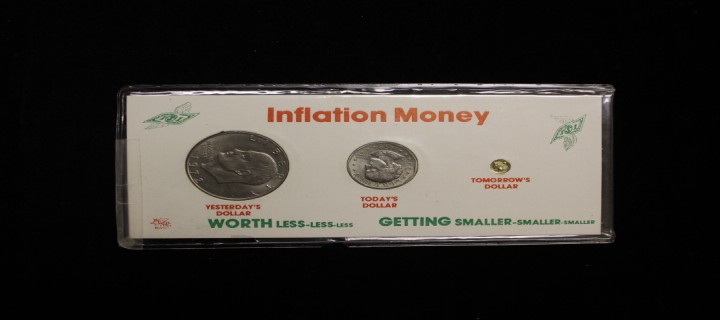 Inflation Money
YESTERDAY'S
DOLLAR
TODAY'S
DOLLAR
TOMORROW'S
DOLLAR
WORTH LESS-LESS-LESS
GETTING SMALLER-SMALLER-SMALLER